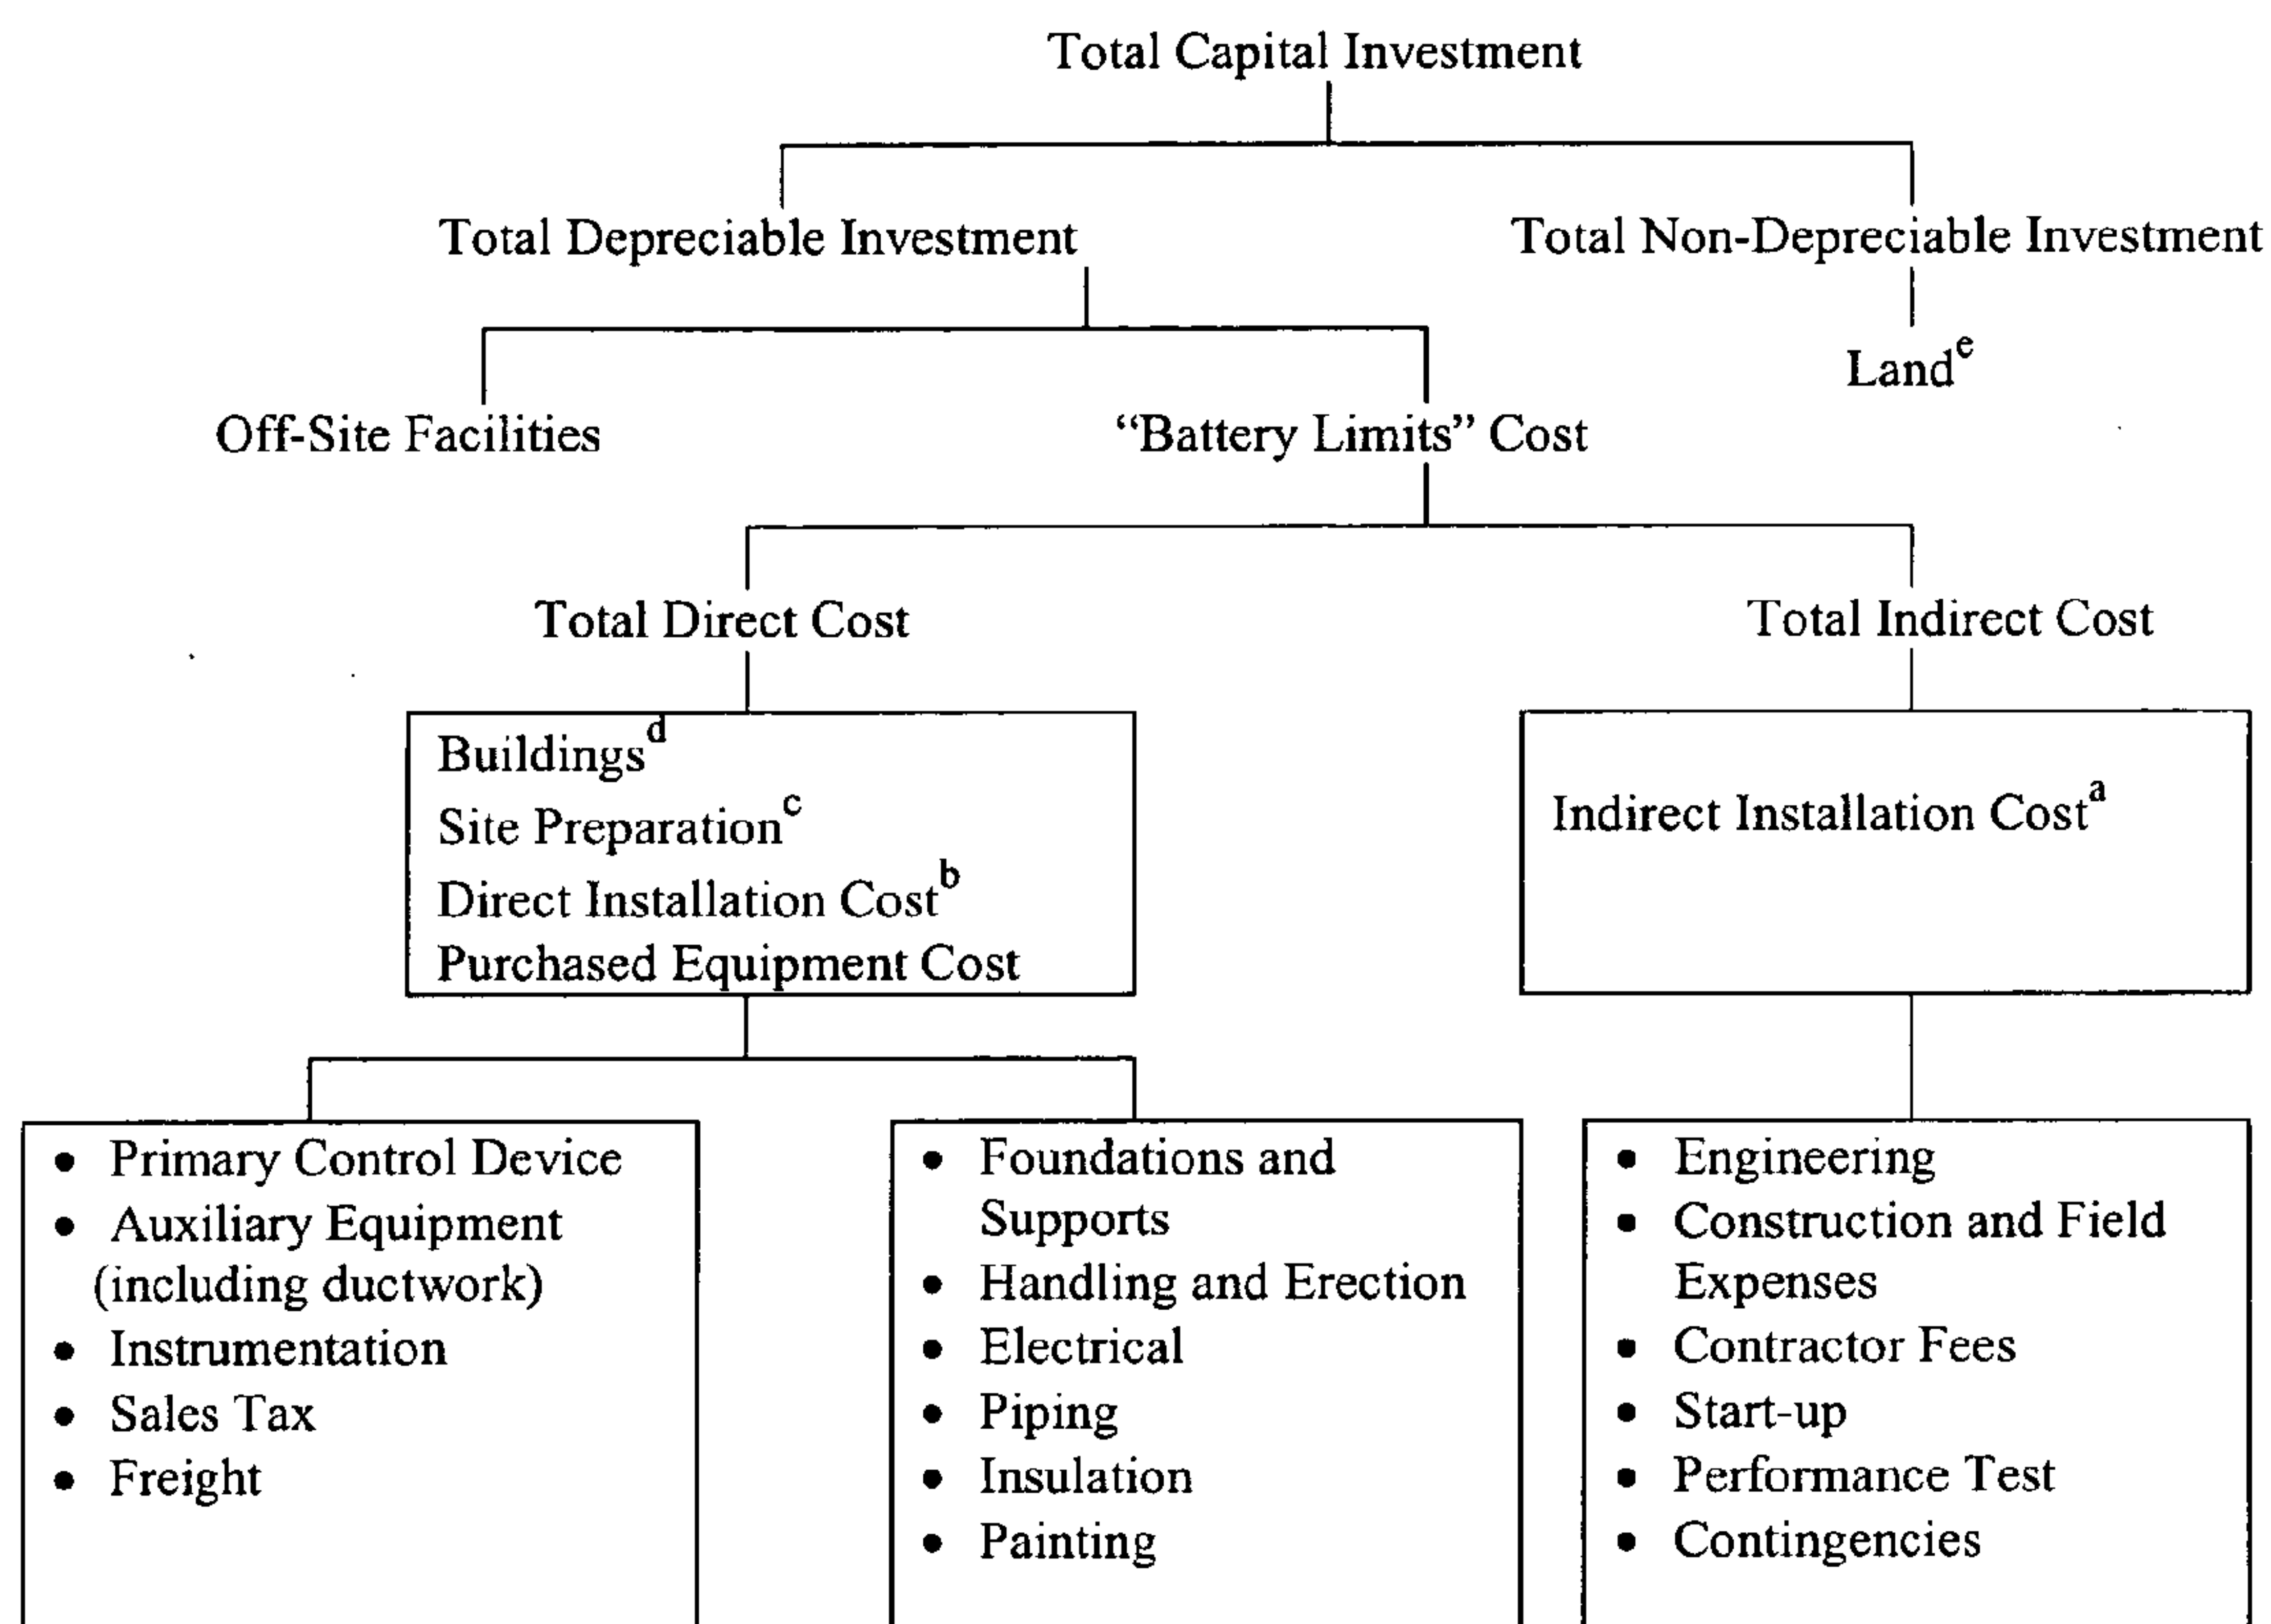 Total Capital Investment
Total Depreciable Investment
Total Non-Depreciable Investment
Land^e
Off-Site Facilities
“Battery Limits” Cost
Total Direct Cost
Total Indirect Cost
Buildings^d
Site Preparation^c
Direct Installation Cost^b
Purchased Equipment Cost
Indirect Installation Cost^a
• Primary Control Device
• Auxiliary Equipment
(including ductwork)
• Instrumentation
• Sales Tax
• Freight
• Foundations and
Supports
• Handling and Erection
• Electrical
• Piping
• Insulation
• Painting
• Engineering
• Construction and Field
Expenses
• Contractor Fees
• Start-up
• Performance Test
• Contingencies